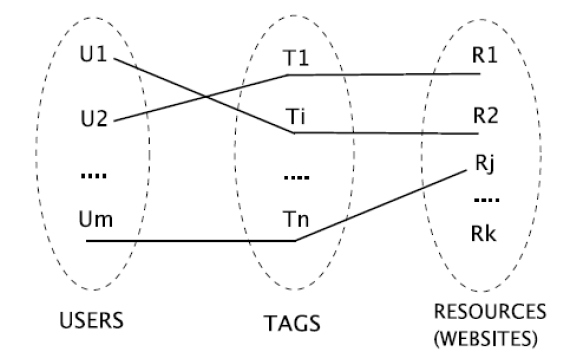 U1 T1 R1
U2 Ti R2
.... .... Rj
....
Um Tn Rk
USERS TAGS RESOURCES
(WEBSITES)